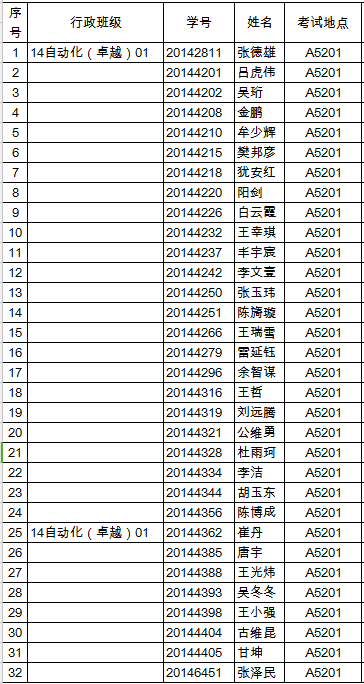 序号 行政班级 学号 姓名 考试地点
1 14自动化（卓越）01 20142811 张德雄 A5201
2 20144201 吕虎伟 A5201
3 20144202 吴珩 A5201
4 20144208 金鹏 A5201
5 20144210 牟少辉 A5201
6 20144215 樊邦彦 A5201
7 20144218 犹安红 A5201
8 20144220 阳剑 A5201
9 20144226 白云霞 A5201
10 20144232 王幸琪 A5201
11 20144237 芈宇宸 A5201
12 20144242 李文壹 A5201
13 20144250 张玉玮 A5201
14 20144251 陈旖璇 A5201
15 20144266 王瑞雪 A5201
16 20144279 雷延钰 A5201
17 20144296 余智谋 A5201
18 20144316 王哲 A5201
19 20144319 刘远腾 A5201
20 20144321 公维勇 A5201
21 20144328 杜雨珂 A5201
22 20144334 李洁 A5201
23 20144344 胡玉东 A5201
24 20144356 陈博成 A5201
25 14自动化（卓越）01 20144362 崔丹 A5201
26 20144385 唐宇 A5201
27 20144388 王光炜 A5201
28 20144393 吴冬冬 A5201
29 20144398 王小强 A5201
30 20144404 古维昆 A5201
31 20144405 甘坤 A5201
32 20146451 张泽民 A5201